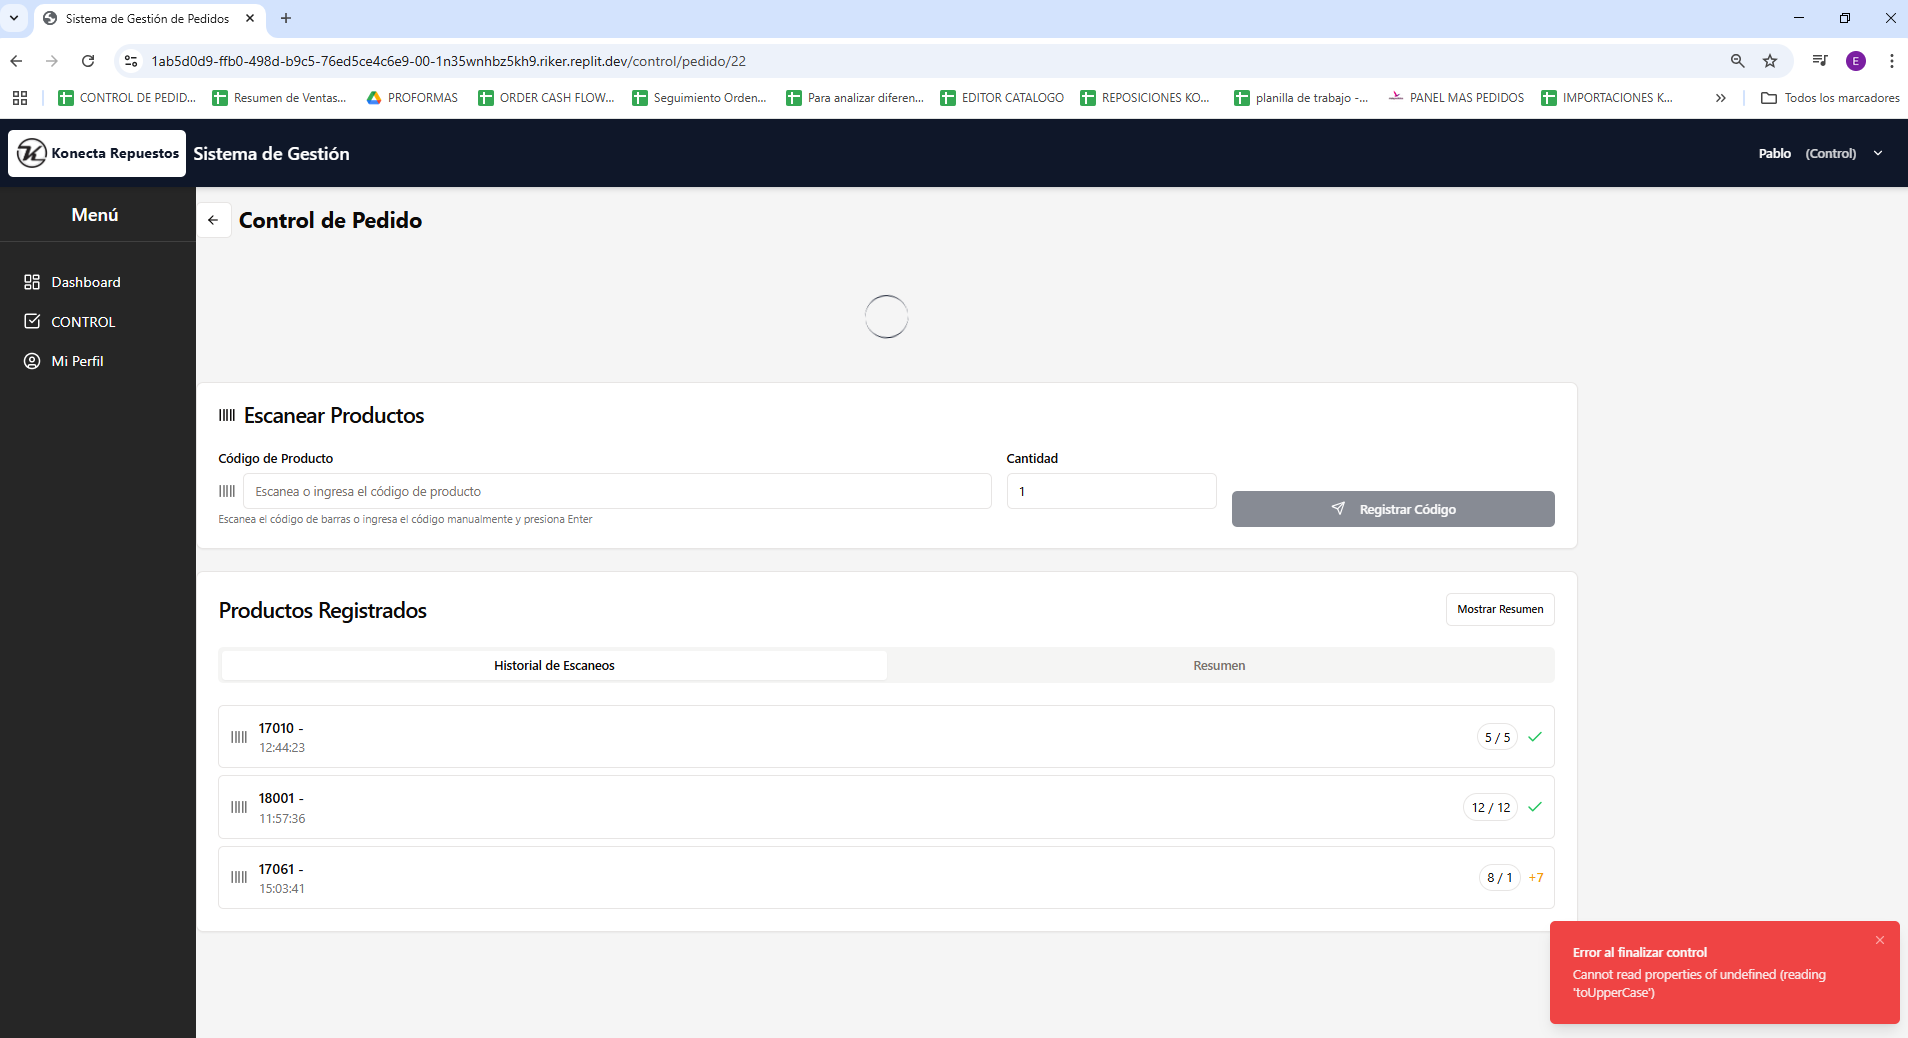 Sistema de Gestión de Pedidos
1ab5d0d9-ffb0-498d-b9c5-76ed5ce4c6e9-00-1n35wnhbz5kh9.riker.replit.dev/control/pedido/22
E
CONTROL DE PEDID...
Resumen de Ventas...
PROFORMAS
ORDER CASH FLOW...
Seguimiento Orden...
Para analizar diferen...
EDITOR CATALOGO
REPOSICIONES KO...
planilla de trabajo -...
PANEL MAS PEDIDOS
IMPORTACIONES K...
Todos los marcadores
Konecta Repuestos
Sistema de Gestión
Pablo (Control)
Menú
Dashboard
CONTROL
Mi Perfil
Control de Pedido
Escanear Productos
Código de Producto
Cantidad
Escanea o ingresa el código de producto
1
Registrar Código
Escanea el código de barras o ingresa el código manualmente y presiona Enter
Productos Registrados
Mostrar Resumen
Historial de Escaneos
Resumen
17010 -
12:44:23
5 / 5
18001 -
11:57:36
12 / 12
17061 -
15:03:41
8 / 1 +7
Error al finalizar control
Cannot read properties of undefined (reading
'toUpperCase')